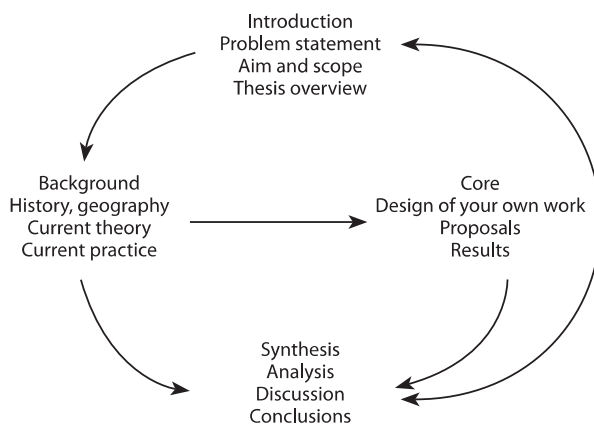 Introduction
Problem statement
Aim and scope
Thesis overview
Background
History, geography
Current theory
Current practice
Core
Design of your own work
Proposals
Results
Synthesis
Analysis
Discussion
Conclusions